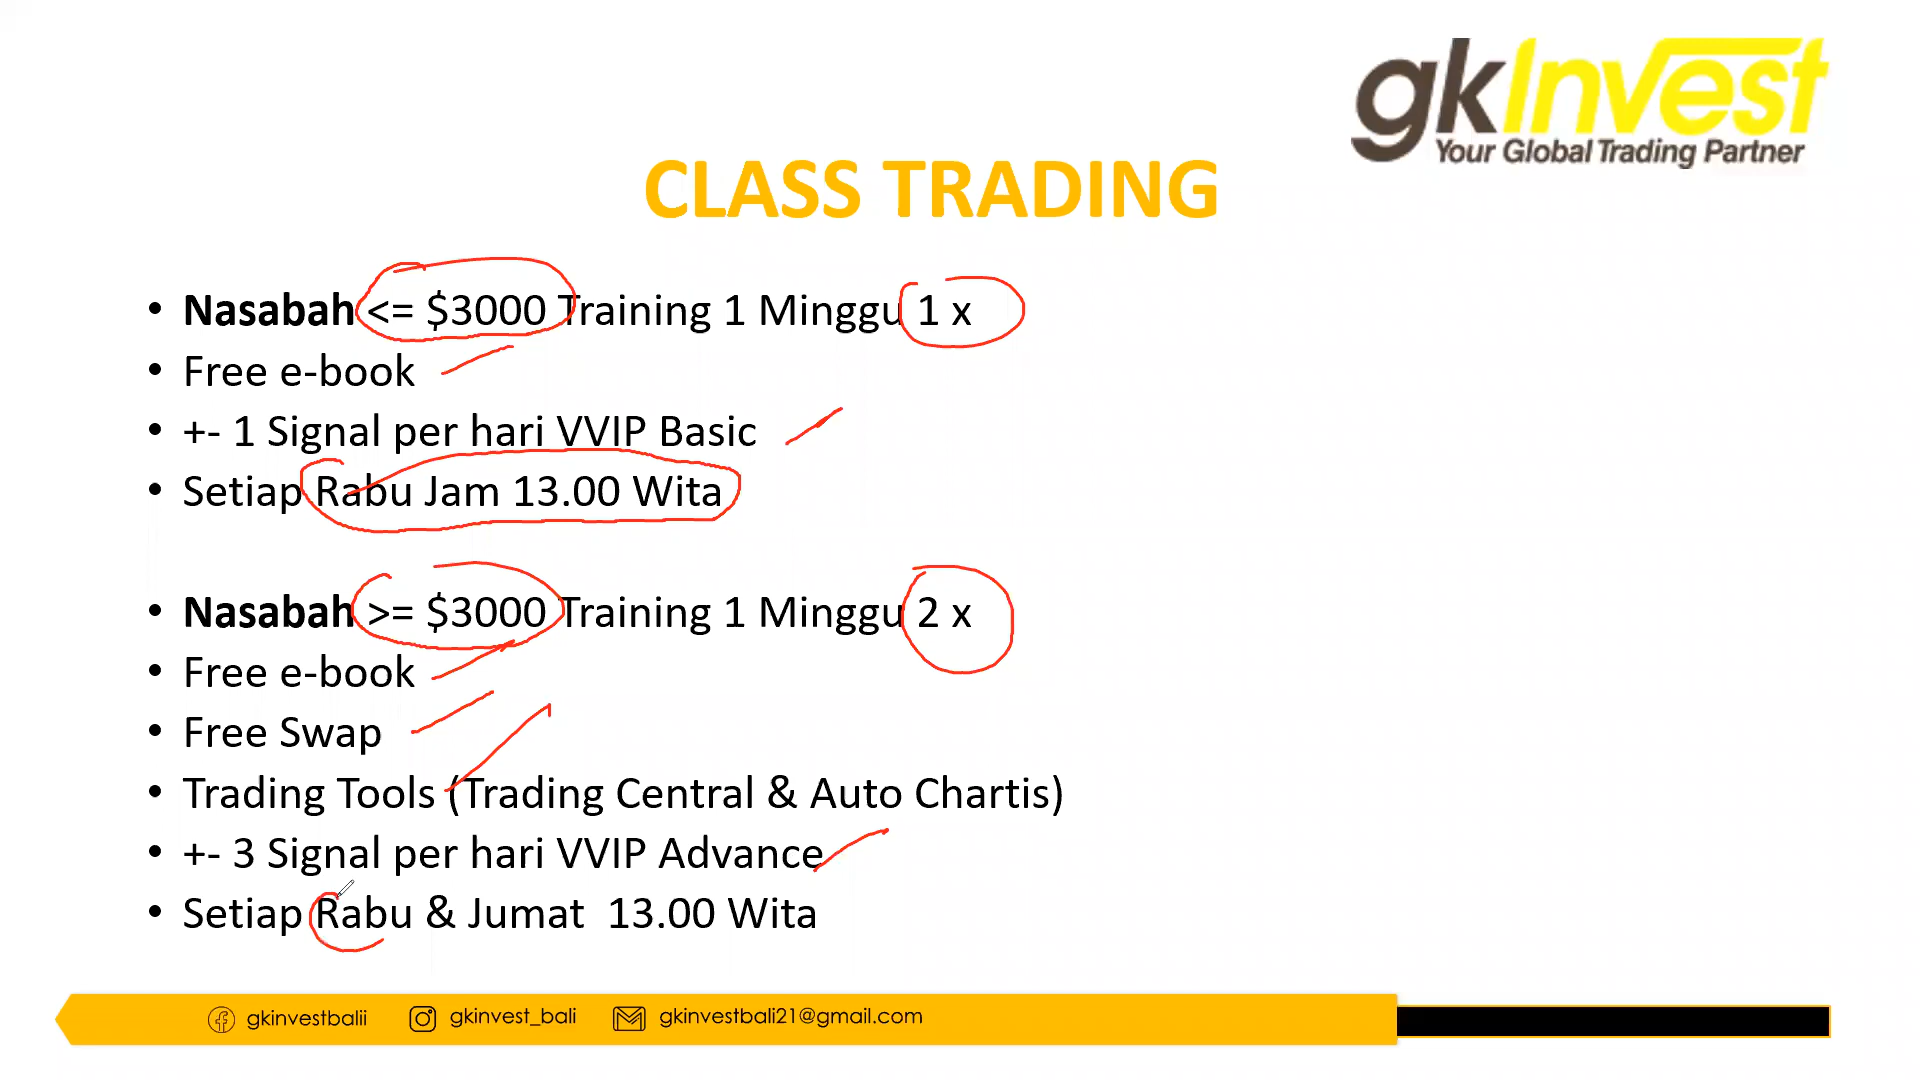 gkInvest
Your Global Trading Partner
CLASS TRADING
• Nasabah <= $3000 Training 1 Minggu 1 x
• Free e-book
• +- 1 Signal per hari VVIP Basic
• Setiap Rabu Jam 13.00 Wita
• Nasabah >= $3000 Training 1 Minggu 2 x
• Free e-book
• Free Swap
• Trading Tools (Trading Central & Auto Chartis)
• +- 3 Signal per hari VVIP Advance
• Setiap Rabu & Jumat 13.00 Wita
gkinvestbalii gkinvest_bali gkinvestbali21@gmail.com